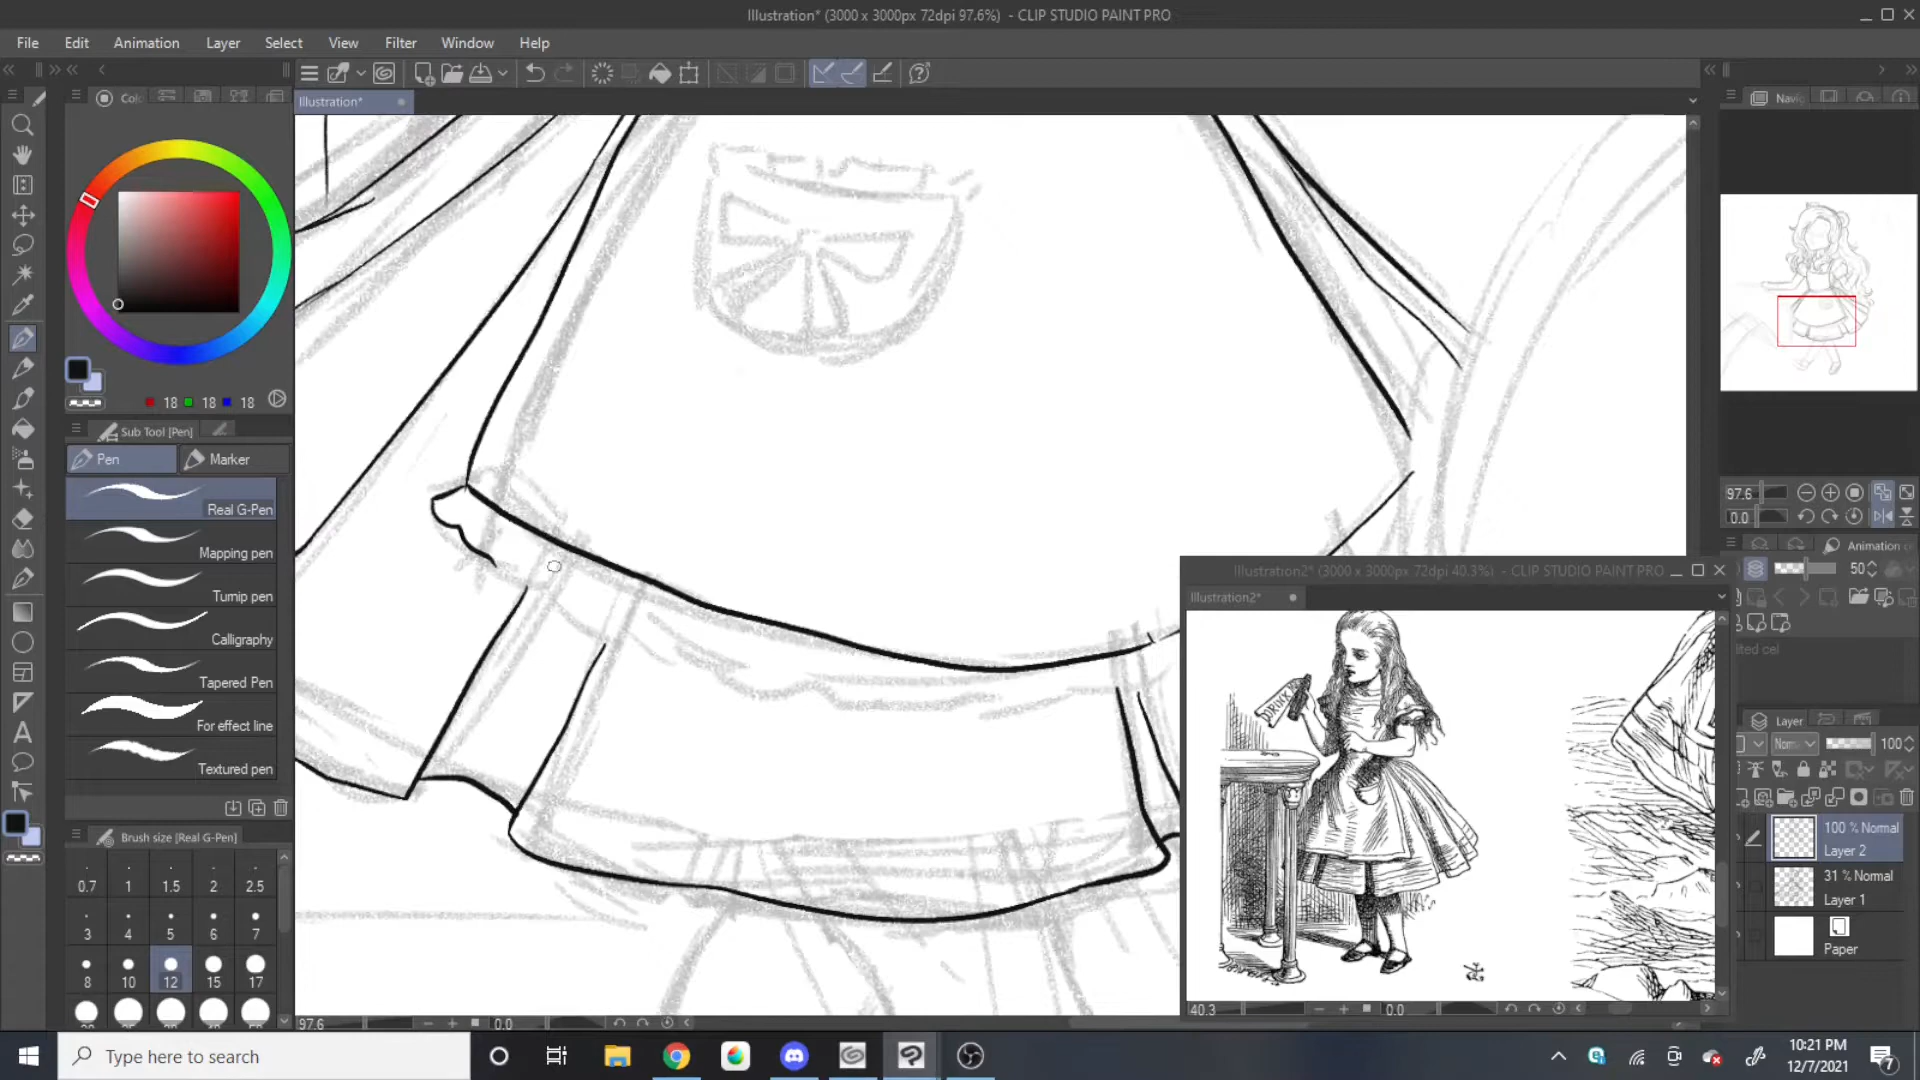 Illustration* (3000 x 3000px 72dpi 97.6%) - CLIP STUDIO PAINT PRO
File Edit Animation Layer Select View Filter Window Help
Illustration*
18 18 18
Sub Tool [Pen]
Pen Marker
Real G-Pen
Mapping pen
Turnip pen
Calligraphy
Tapered Pen
For effect line
Textured pen
Brush size [Real G-Pen]
0.7 1 1.5 2 2.5
3 4 5 6 7
8 10 12 15 17
97.6 0.0
97.6
0.0
Animation
50
Illustration2* (3000 x 3000px 72dpi 40.3%) - CLIP STUDIO PAINT PRO
Illustration2*
DRINK
40.3 0.0
Layer
100
100 % Normal
Layer 2
31 % Normal
Layer 1
Paper
Type here to search
10:21 PM
12/7/2021
7